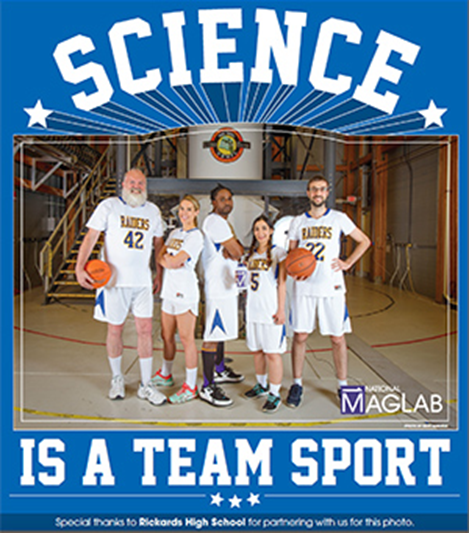 SCIENCE
RAIDERS
42
RAIDERS
RAIDERS
5
RAIDERS
22
NATIONAL
MAGLAB
IS A TEAM SPORT
Special thanks to Rickards High School for partnering with us for this photo.